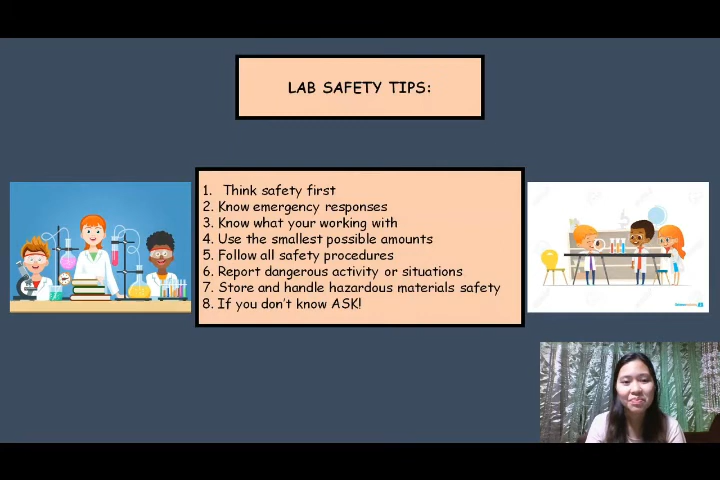 LAB SAFETY TIPS:
1. Think safety first
2. Know emergency responses
3. Know what your working with
4. Use the smallest possible amounts
5. Follow all safety procedures
6. Report dangerous activity or situations
7. Store and handle hazardous materials safety
8. If you don't know ASK!